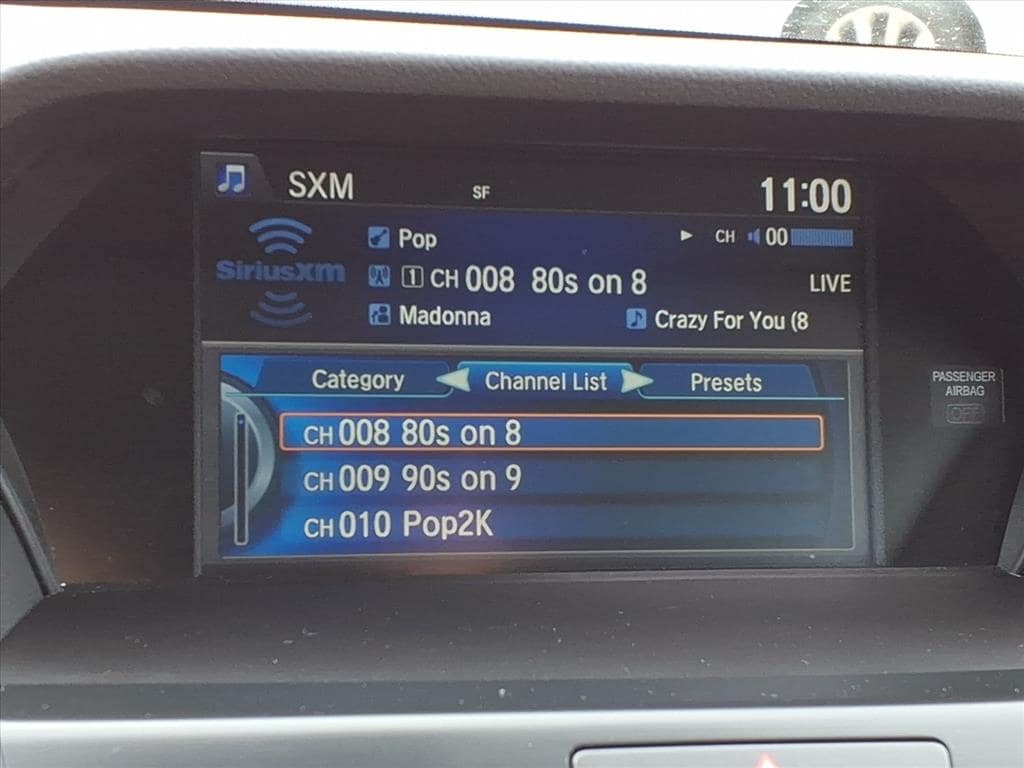 SXM SF 11:00
Pop CH 00
SiriusXm 1 CH 008 80s on 8 LIVE
Madonna Crazy For You (8
Category Channel List Presets
CH 008 80s on 8
CH 009 90s on 9
CH 010 Pop2K
PASSENGER
AIRBAG
OFF